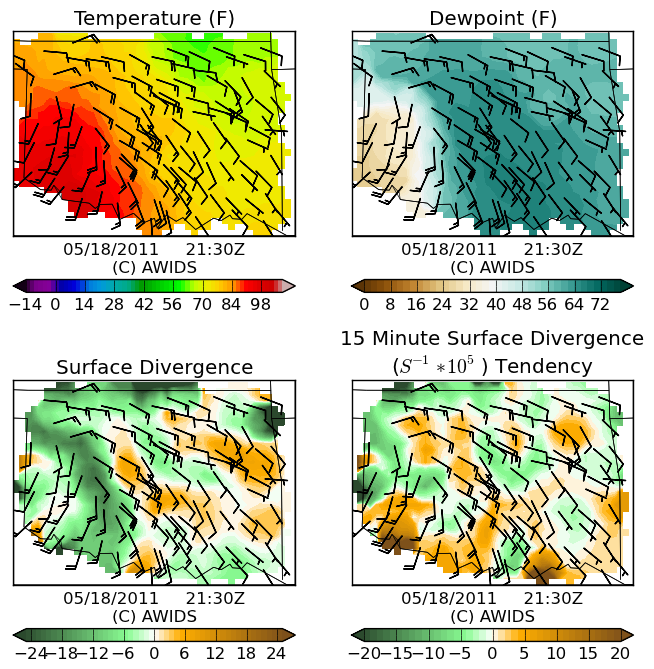 Temperature (F)
Dewpoint (F)
05/18/2011 21:30Z
(C) AWIDS
05/18/2011 21:30Z
(C) AWIDS
−14 0 14 28 42 56 70 84 98
0 8 16 24 32 40 48 56 64 72
Surface Divergence
15 Minute Surface Divergence
(S⁻¹ *10⁵ ) Tendency
05/18/2011 21:30Z
(C) AWIDS
05/18/2011 21:30Z
(C) AWIDS
−24 −18 −12 −6 0 6 12 18 24
−20 −15 −10 −5 0 5 10 15 20